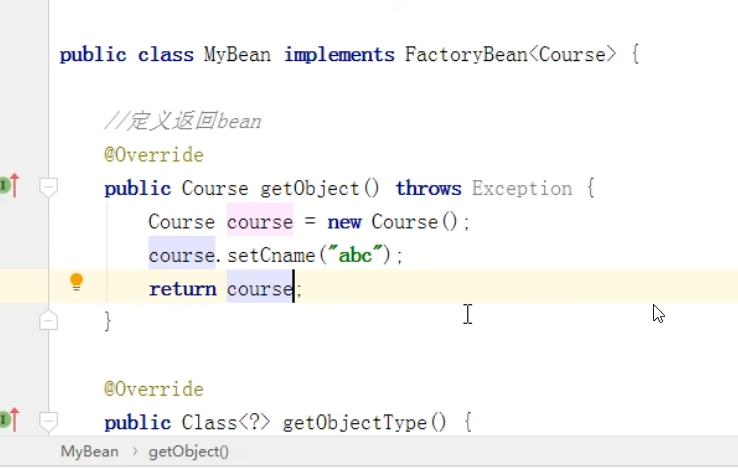 public class MyBean implements FactoryBean<Course> {
//定义返回bean
@Override
public Course getObject() throws Exception {
Course course = new Course();
course.setCname("abc");
return course;
}
@Override
public Class<?> getObjectType() {
MyBean > getObject()